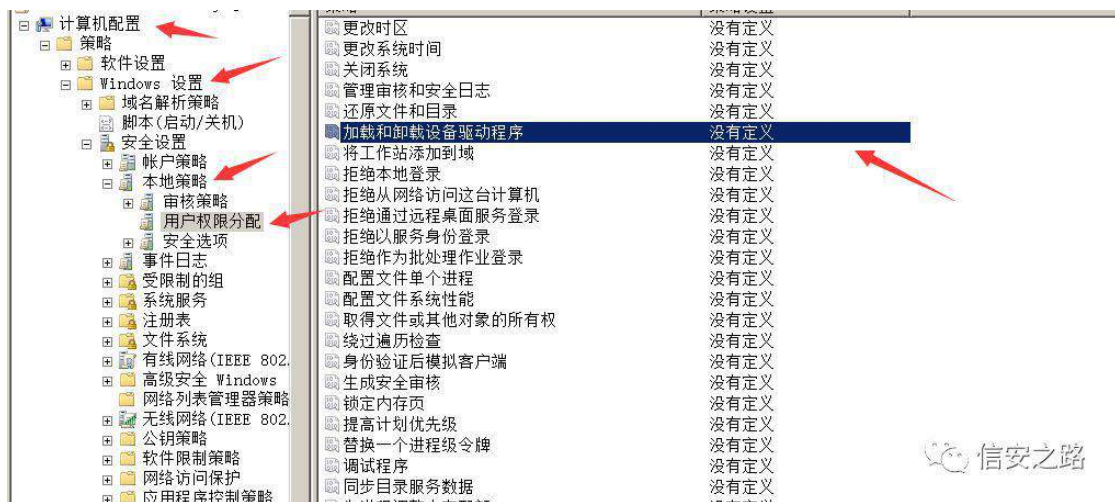 计算机配置
策略
软件设置
Windows 设置
域名解析策略
脚本(启动/关机)
安全设置
帐户策略
本地策略
审核策略
用户权限分配
安全选项
事件日志
受限制的组
系统服务
注册表
文件系统
有线网络(IEEE 802.
高级安全 Windows
网络列表管理器策略
无线网络(IEEE 802.
公钥策略
软件限制策略
网络访问保护
应用程序控制策略
更改时区 没有定义
更改系统时间 没有定义
关闭系统 没有定义
管理审核和安全日志 没有定义
还原文件和目录 没有定义
加载和卸载设备驱动程序 没有定义
将工作站添加到域 没有定义
拒绝本地登录 没有定义
拒绝从网络访问这台计算机 没有定义
拒绝通过远程桌面服务登录 没有定义
拒绝以服务身份登录 没有定义
拒绝作为批处理作业登录 没有定义
配置文件单个进程 没有定义
配置文件系统性能 没有定义
取得文件或其他对象的所有权 没有定义
绕过遍历检查 没有定义
身份验证后模拟客户端 没有定义
生成安全审核 没有定义
锁定内存页 没有定义
提高计划优先级 没有定义
替换一个进程级令牌 没有定义
调试程序 没有定义
同步目录服务数据 没有定义
信安之路